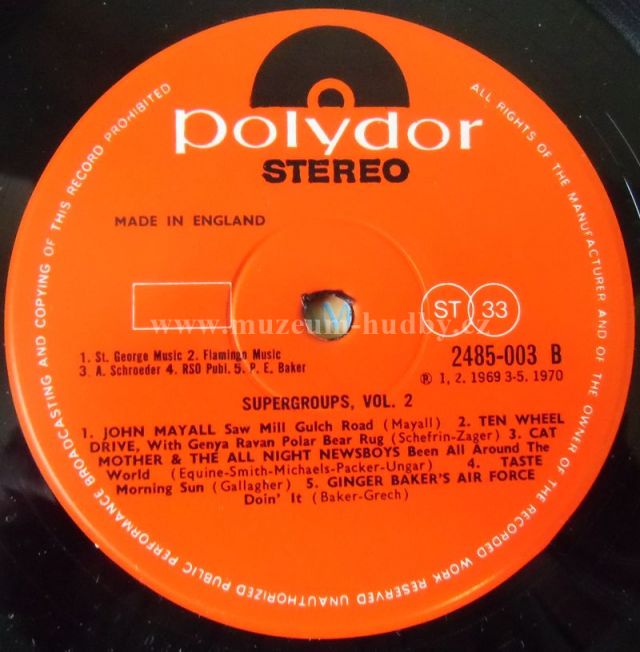 polydor
STEREO
MADE IN ENGLAND
ST 33
www.muzeum-hudby.cz
1. St. George Music 2. Flamingo Music
3. A. Schroeder 4. RSO Publ. 5. P. E. Baker
2485-003 B
℗ 1, 2. 1969 3-5. 1970
SUPERGROUPS, VOL. 2
1. JOHN MAYALL Saw Mill Gulch Road (Mayall) 2. TEN WHEEL
DRIVE, With Genya Ravan Polar Bear Rug (Schefrin-Zager) 3. CAT
MOTHER & THE ALL NIGHT NEWSBOYS Been All Around The
World (Equine-Smith-Michaels-Packer-Ungar) 4. TASTE
Morning Sun (Gallagher) 5. GINGER BAKER'S AIR FORCE
Doin' It (Baker-Grech)
ALL RIGHTS OF THE MANUFACTURER AND OF THE OWNER OF THE RECORDED WORK RESERVED UNAUTHORIZED PUBLIC PERFORMANCE BROADCASTING AND COPYING OF THIS RECORD PROHIBITED